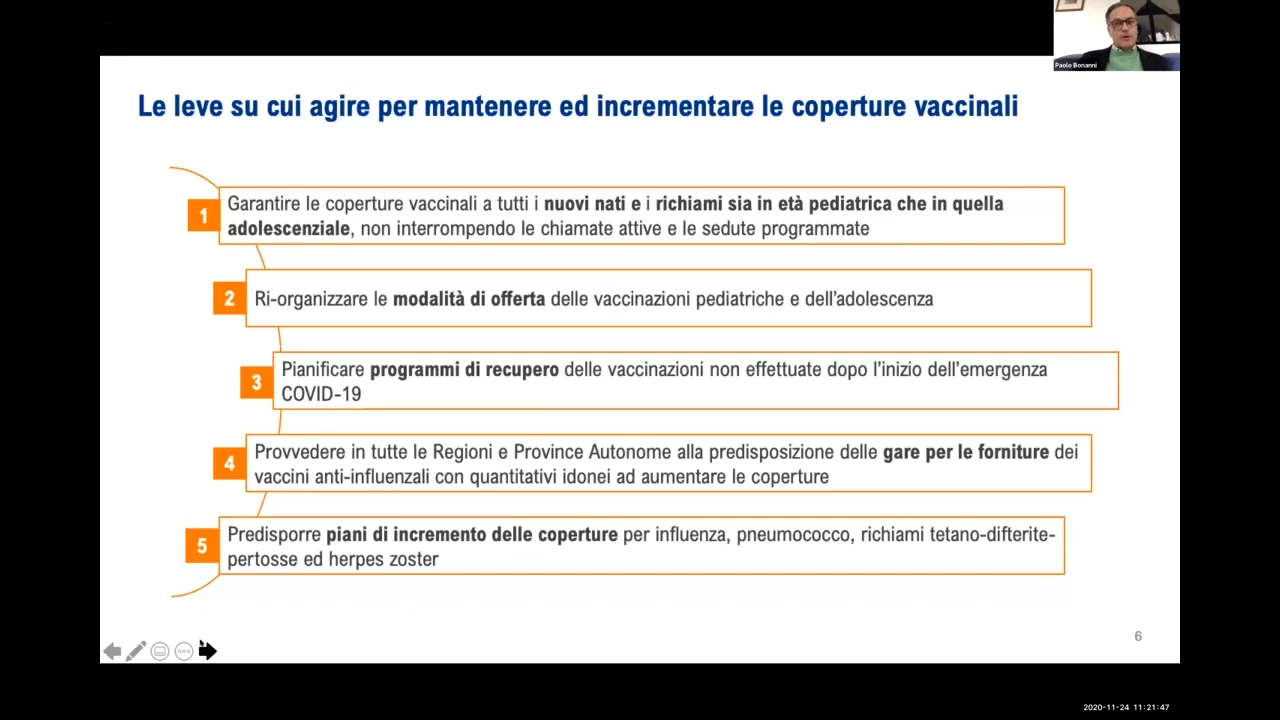 Paolo Bonanni
Le leve su cui agire per mantenere ed incrementare le coperture vaccinali
1
Garantire le coperture vaccinali a tutti i nuovi nati e i richiami sia in età pediatrica che in quella
adolescenziale, non interrompendo le chiamate attive e le sedute programmate
2
Ri-organizzare le modalità di offerta delle vaccinazioni pediatriche e dell'adolescenza
3
Pianificare programmi di recupero delle vaccinazioni non effettuate dopo l'inizio dell'emergenza
COVID-19
4
Provvedere in tutte le Regioni e Province Autonome alla predisposizione delle gare per le forniture dei
vaccini anti-influenzali con quantitativi idonei ad aumentare le coperture
5
Predisporre piani di incremento delle coperture per influenza, pneumococco, richiami tetano-difterite-
pertosse ed herpes zoster
6
2020-11-24 11:21:47